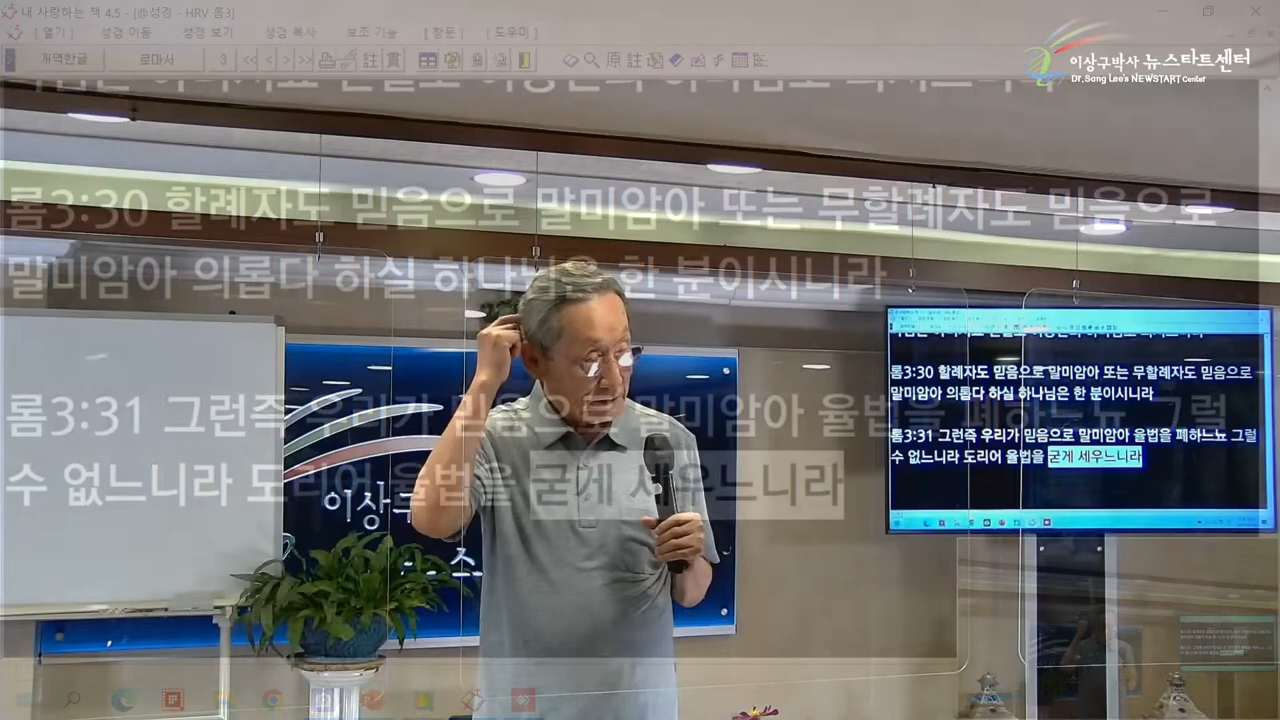 내 사랑하는 책 4.5 - [@성경 - HRV 롬3]
[ 열기 ] 성경 이동 성경 보기 성경 복사 보조 기능 [ 창문 ] [ 도우미 ]
개역한글 로마서 3 << < > >> 註 貫 原 註
이상구박사 뉴스타트센터
Dr. Sang Lee's NEWSTART Center
롬3:30 할례자도 믿음으로 말미암아 또는 무할례자도 믿음으로
말미암아 의롭다 하실 하나님은 한 분이시니라
롬3:31 그런즉 우리가 믿음으로 말미암아 율법을 폐하느뇨 그럴
수 없느니라 도리어 율법을 굳게 세우느니라
이상구
스
롬3:30 할례자도 믿음으로 말미암아 또는 무할례자도 믿음으로
말미암아 의롭다 하실 하나님은 한 분이시니라
롬3:31 그런즉 우리가 믿음으로 말미암아 율법을 폐하느뇨 그럴
수 없느니라 도리어 율법을 굳게 세우느니라